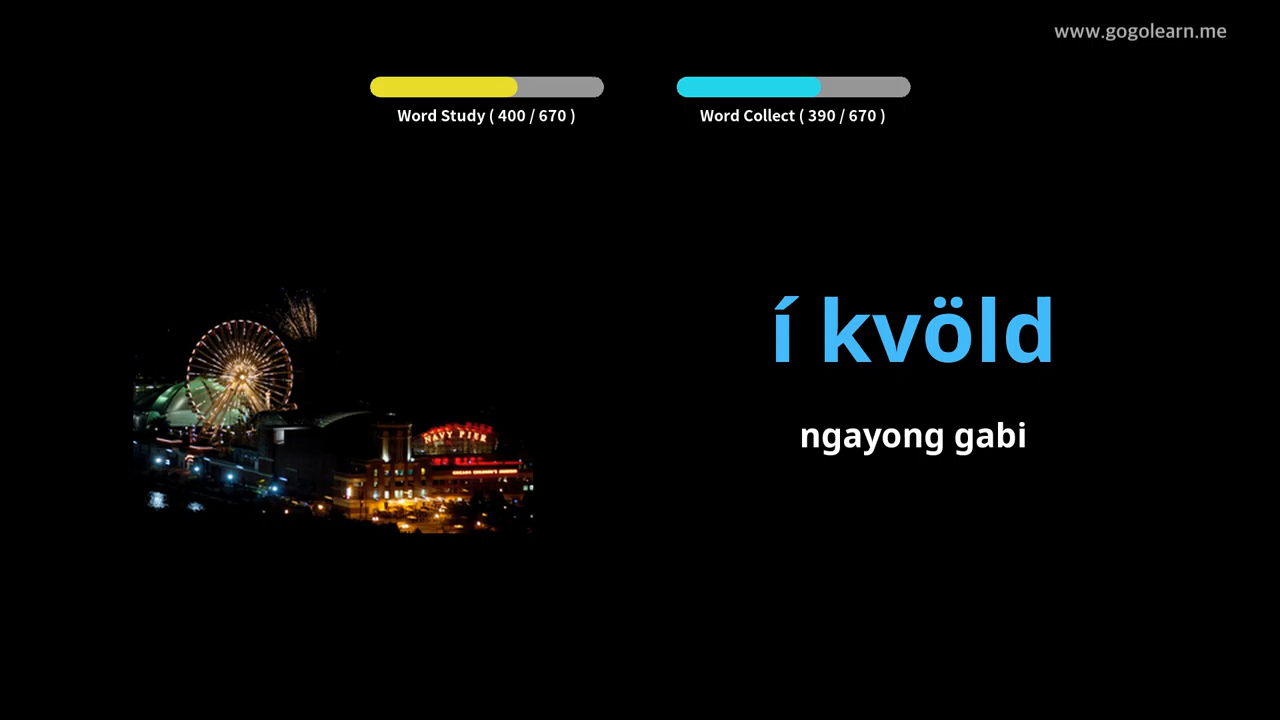 www.gogolearn.me
Word Study ( 400 / 670 )
Word Collect ( 390 / 670 )
í kvöld
ngayong gabi
NAVY PIER